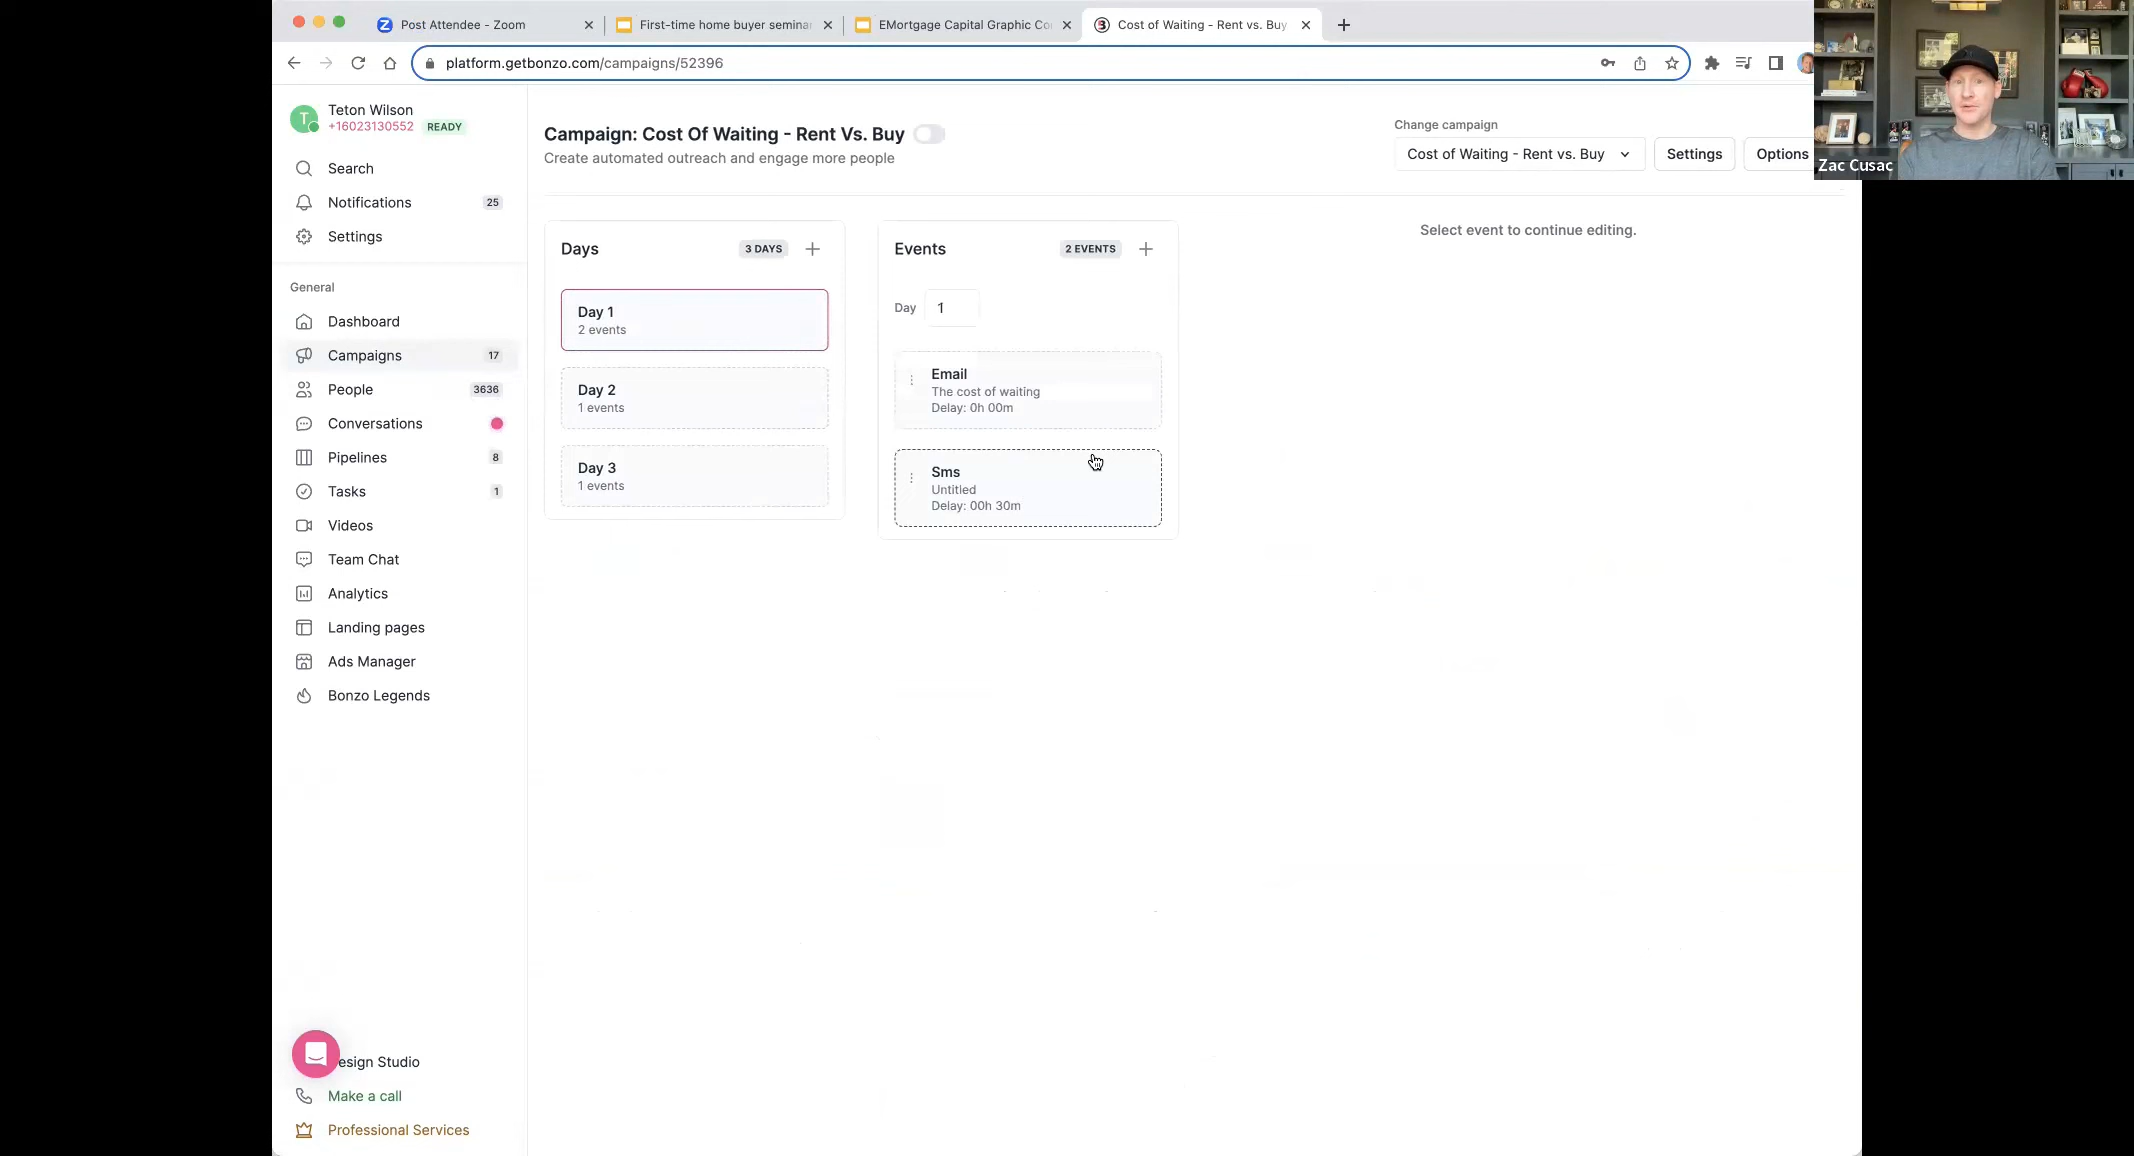 Post Attendee - Zoom
First-time home buyer semina
EMortgage Capital Graphic Co
Cost of Waiting - Rent vs. Buy
platform.getbonzo.com/campaigns/52396
Zac Cusac
Teton Wilson
+16023130552 READY
Search
Notifications 25
Settings
General
Dashboard
Campaigns 17
People 3636
Conversations
Pipelines 8
Tasks 1
Videos
Team Chat
Analytics
Landing pages
Ads Manager
Bonzo Legends
esign Studio
Make a call
Professional Services
Campaign: Cost Of Waiting - Rent Vs. Buy
Create automated outreach and engage more people
Change campaign
Cost of Waiting - Rent vs. Buy
Settings
Options
Days 3 DAYS
Day 1
2 events
Day 2
1 events
Day 3
1 events
Events 2 EVENTS
Day 1
Email
The cost of waiting
Delay: 0h 00m
Sms
Untitled
Delay: 00h 30m
Select event to continue editing.